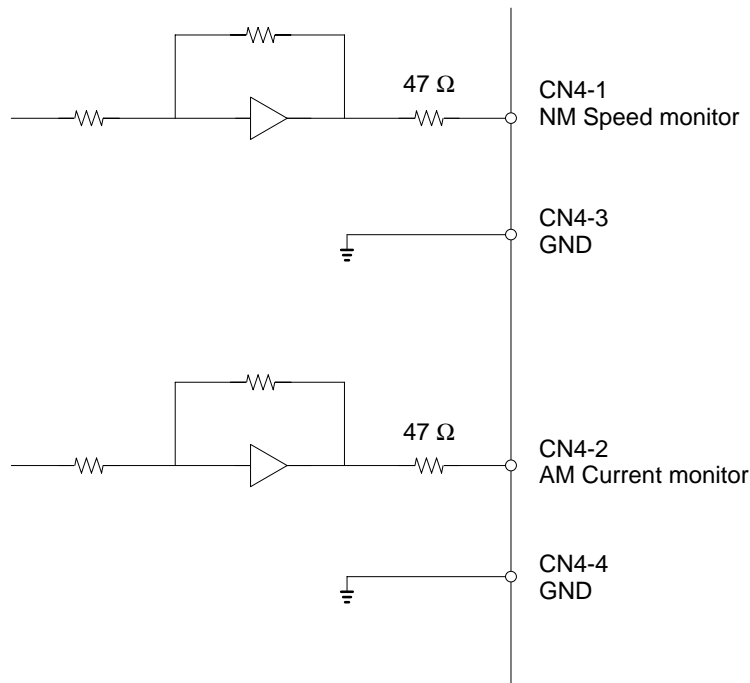 47 Ω
CN4-1
NM Speed monitor
CN4-3
GND
47 Ω
CN4-2
AM Current monitor
CN4-4
GND